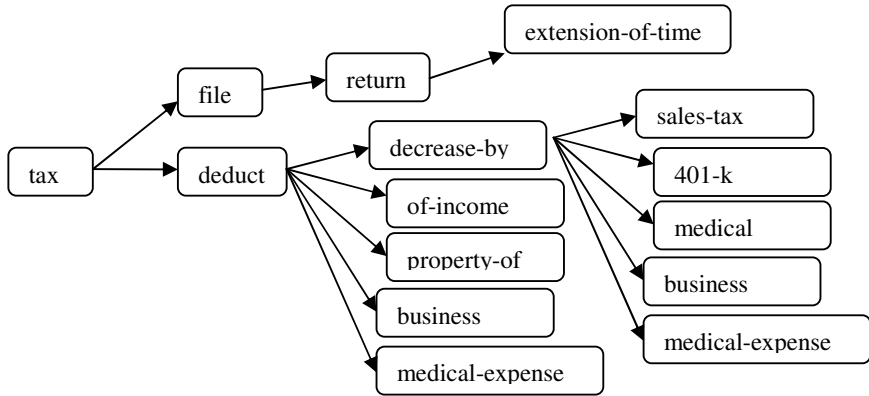 extension-of-time
return
file
sales-tax
decrease-by
tax
deduct
401-k
of-income
medical
property-of
business
business
medical-expense
medical-expense